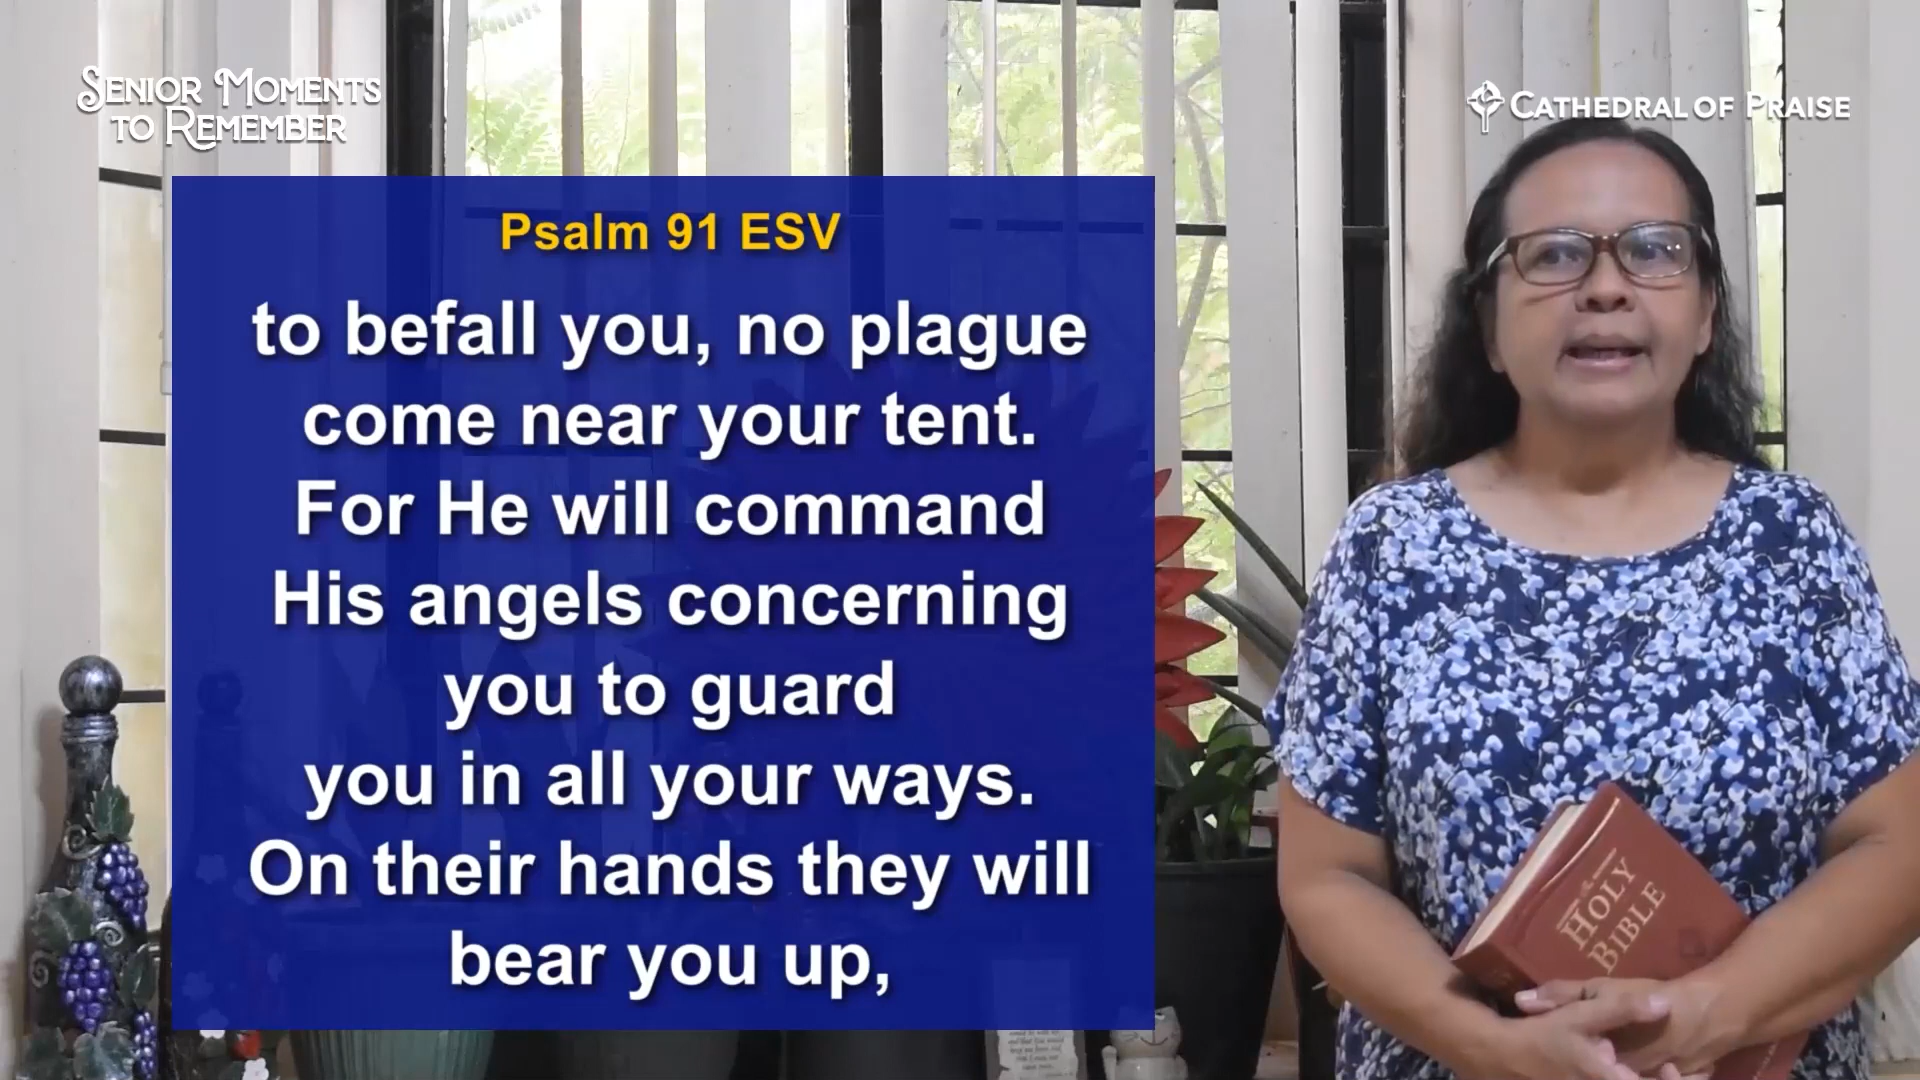 SENIOR MOMENTS
TO REMEMBER
CATHEDRAL OF PRAISE
Psalm 91 ESV
to befall you, no plague
come near your tent.
For He will command
His angels concerning
you to guard
you in all your ways.
On their hands they will
bear you up,
HOLY
BIBLE